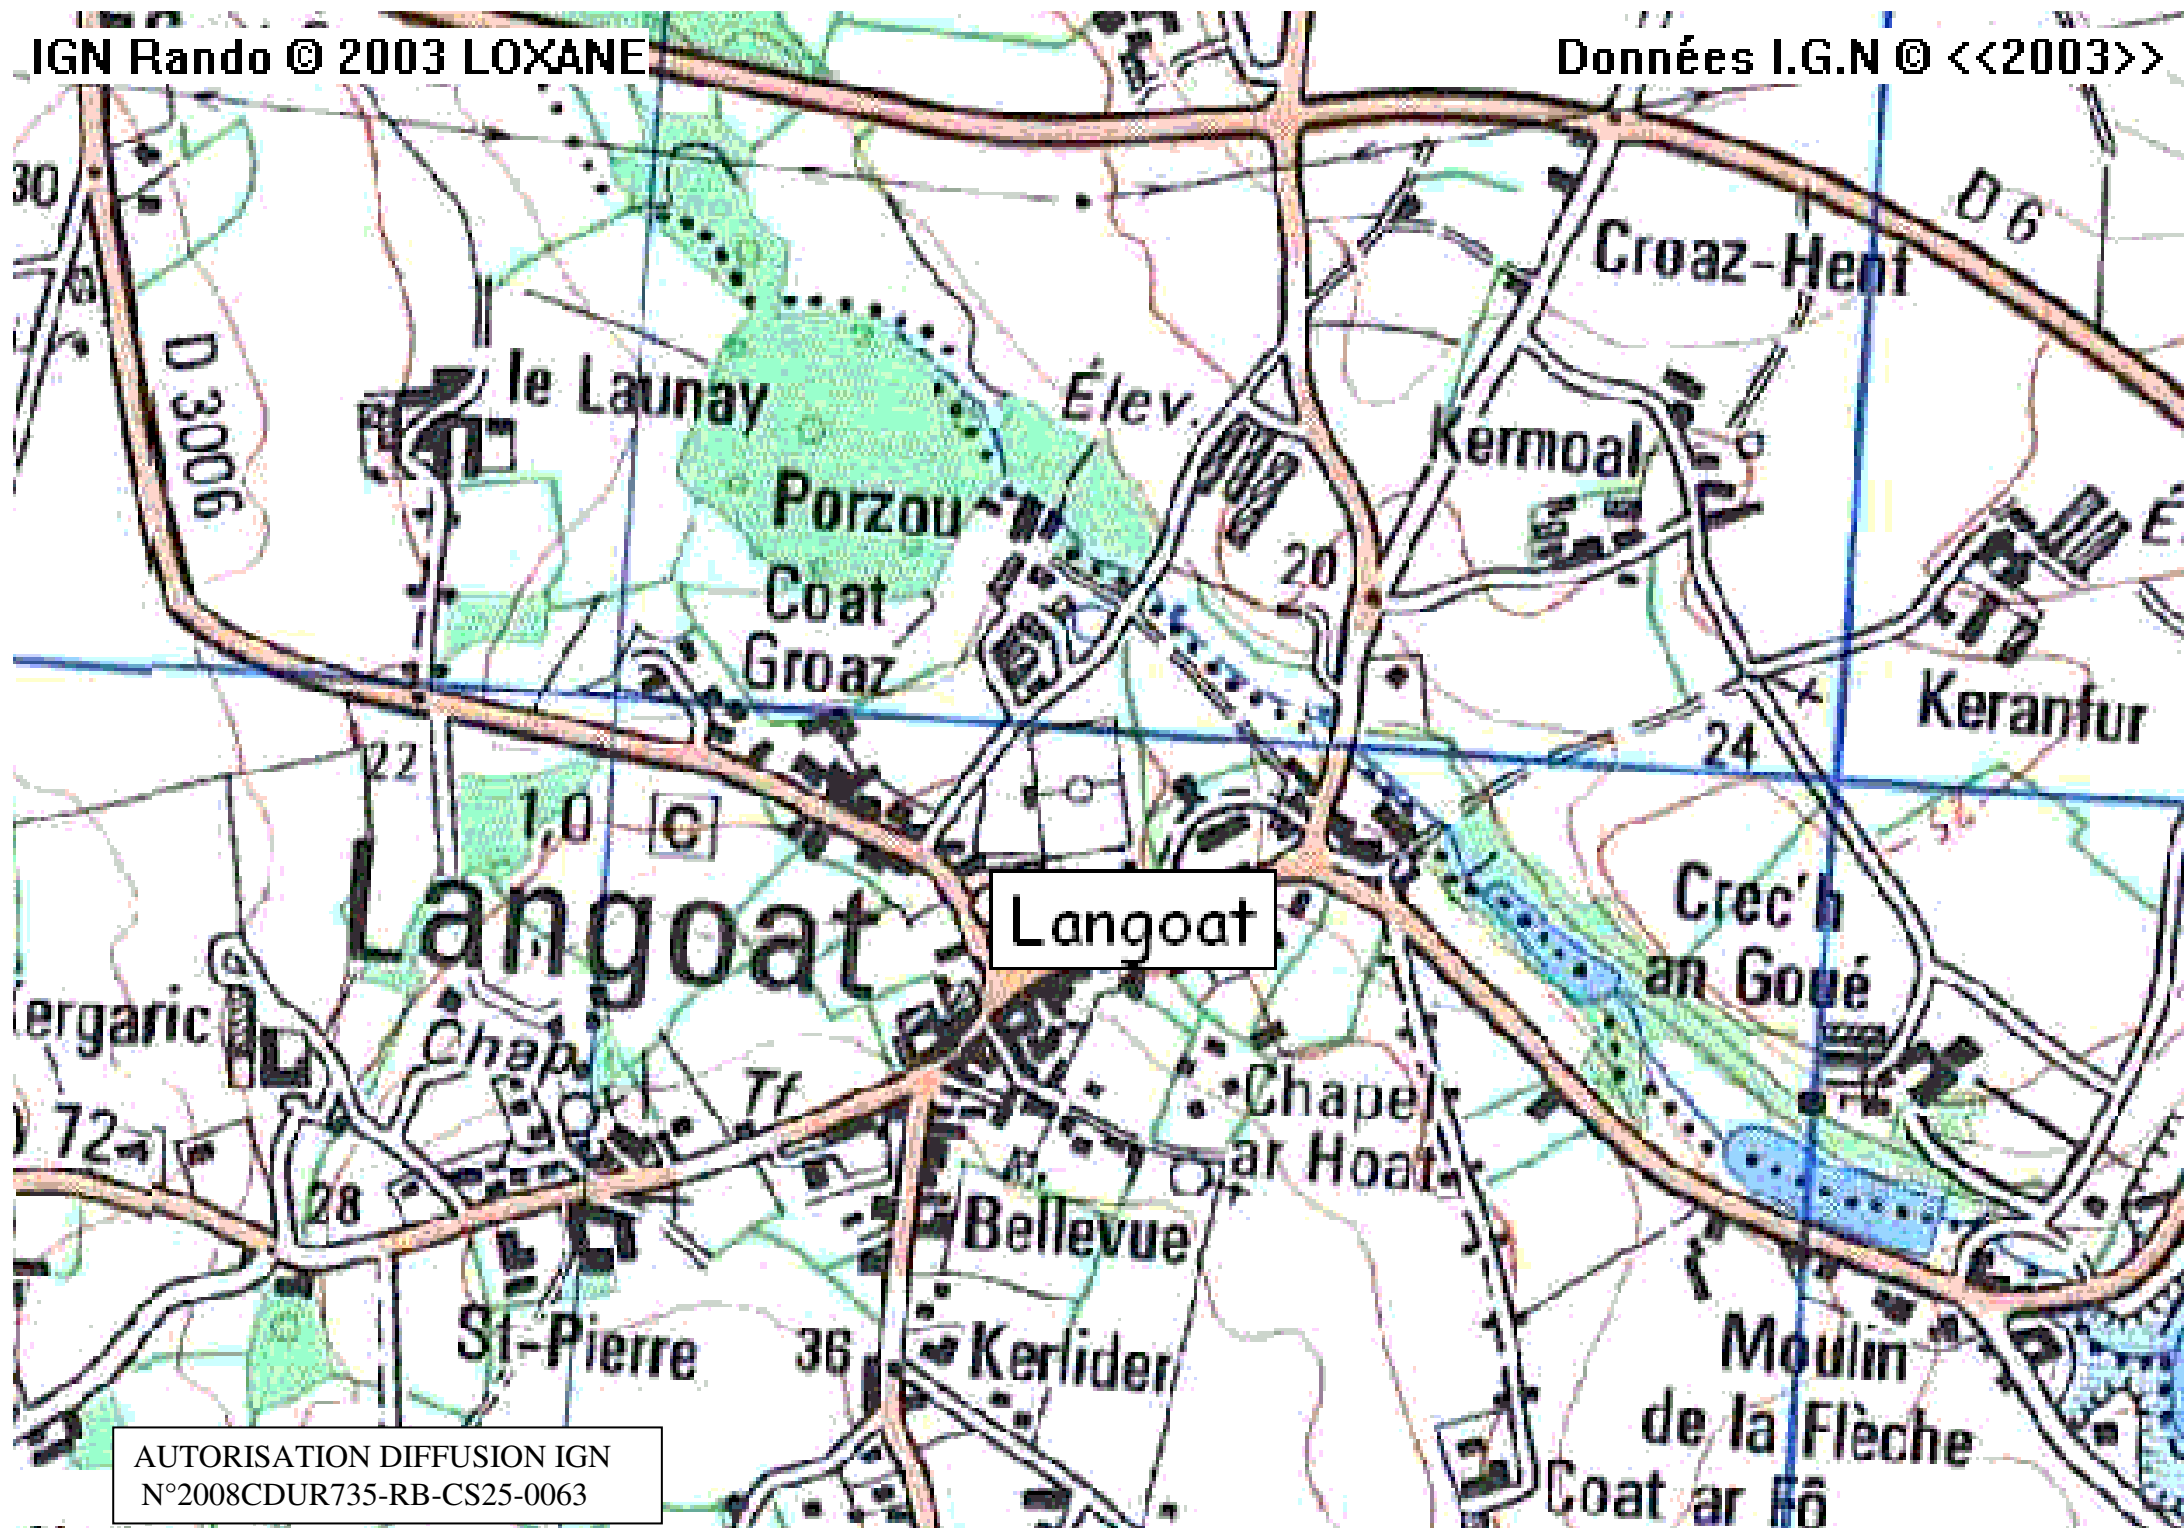 IGN Rando © 2003 LOXANE
Données I.G.N © <<2003>>
30
D 6
Croaz-Hent
D 3006
le Launay
Élev.
Kermoal
Porzou
20
Coat
Groaz
Keranfur
22
24
1,0
C
Langoat
Langoat
Crec'h
an Goué
ergaric
Chap.
Tf
Chapel
ar Hoat
72
28
Bellevue
St-Pierre
36
Kerlider
Moulin
de la Flèche
Coat ar Fô
AUTORISATION DIFFUSION IGN
N°2008CDUR735-RB-CS25-0063